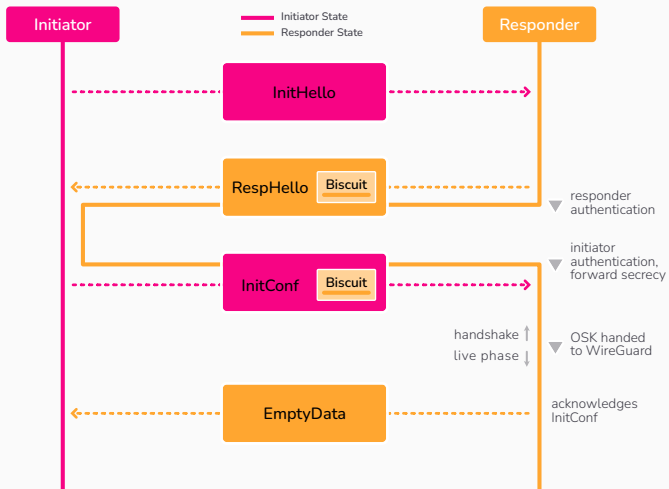 Initiator
Initiator State
Responder State
Responder
InitHello
RespHello
Biscuit
responder
authentication
initiator
authentication,
forward secrecy
InitConf
Biscuit
handshake
live phase
OSK handed
to WireGuard
EmptyData
acknowledges
InitConf